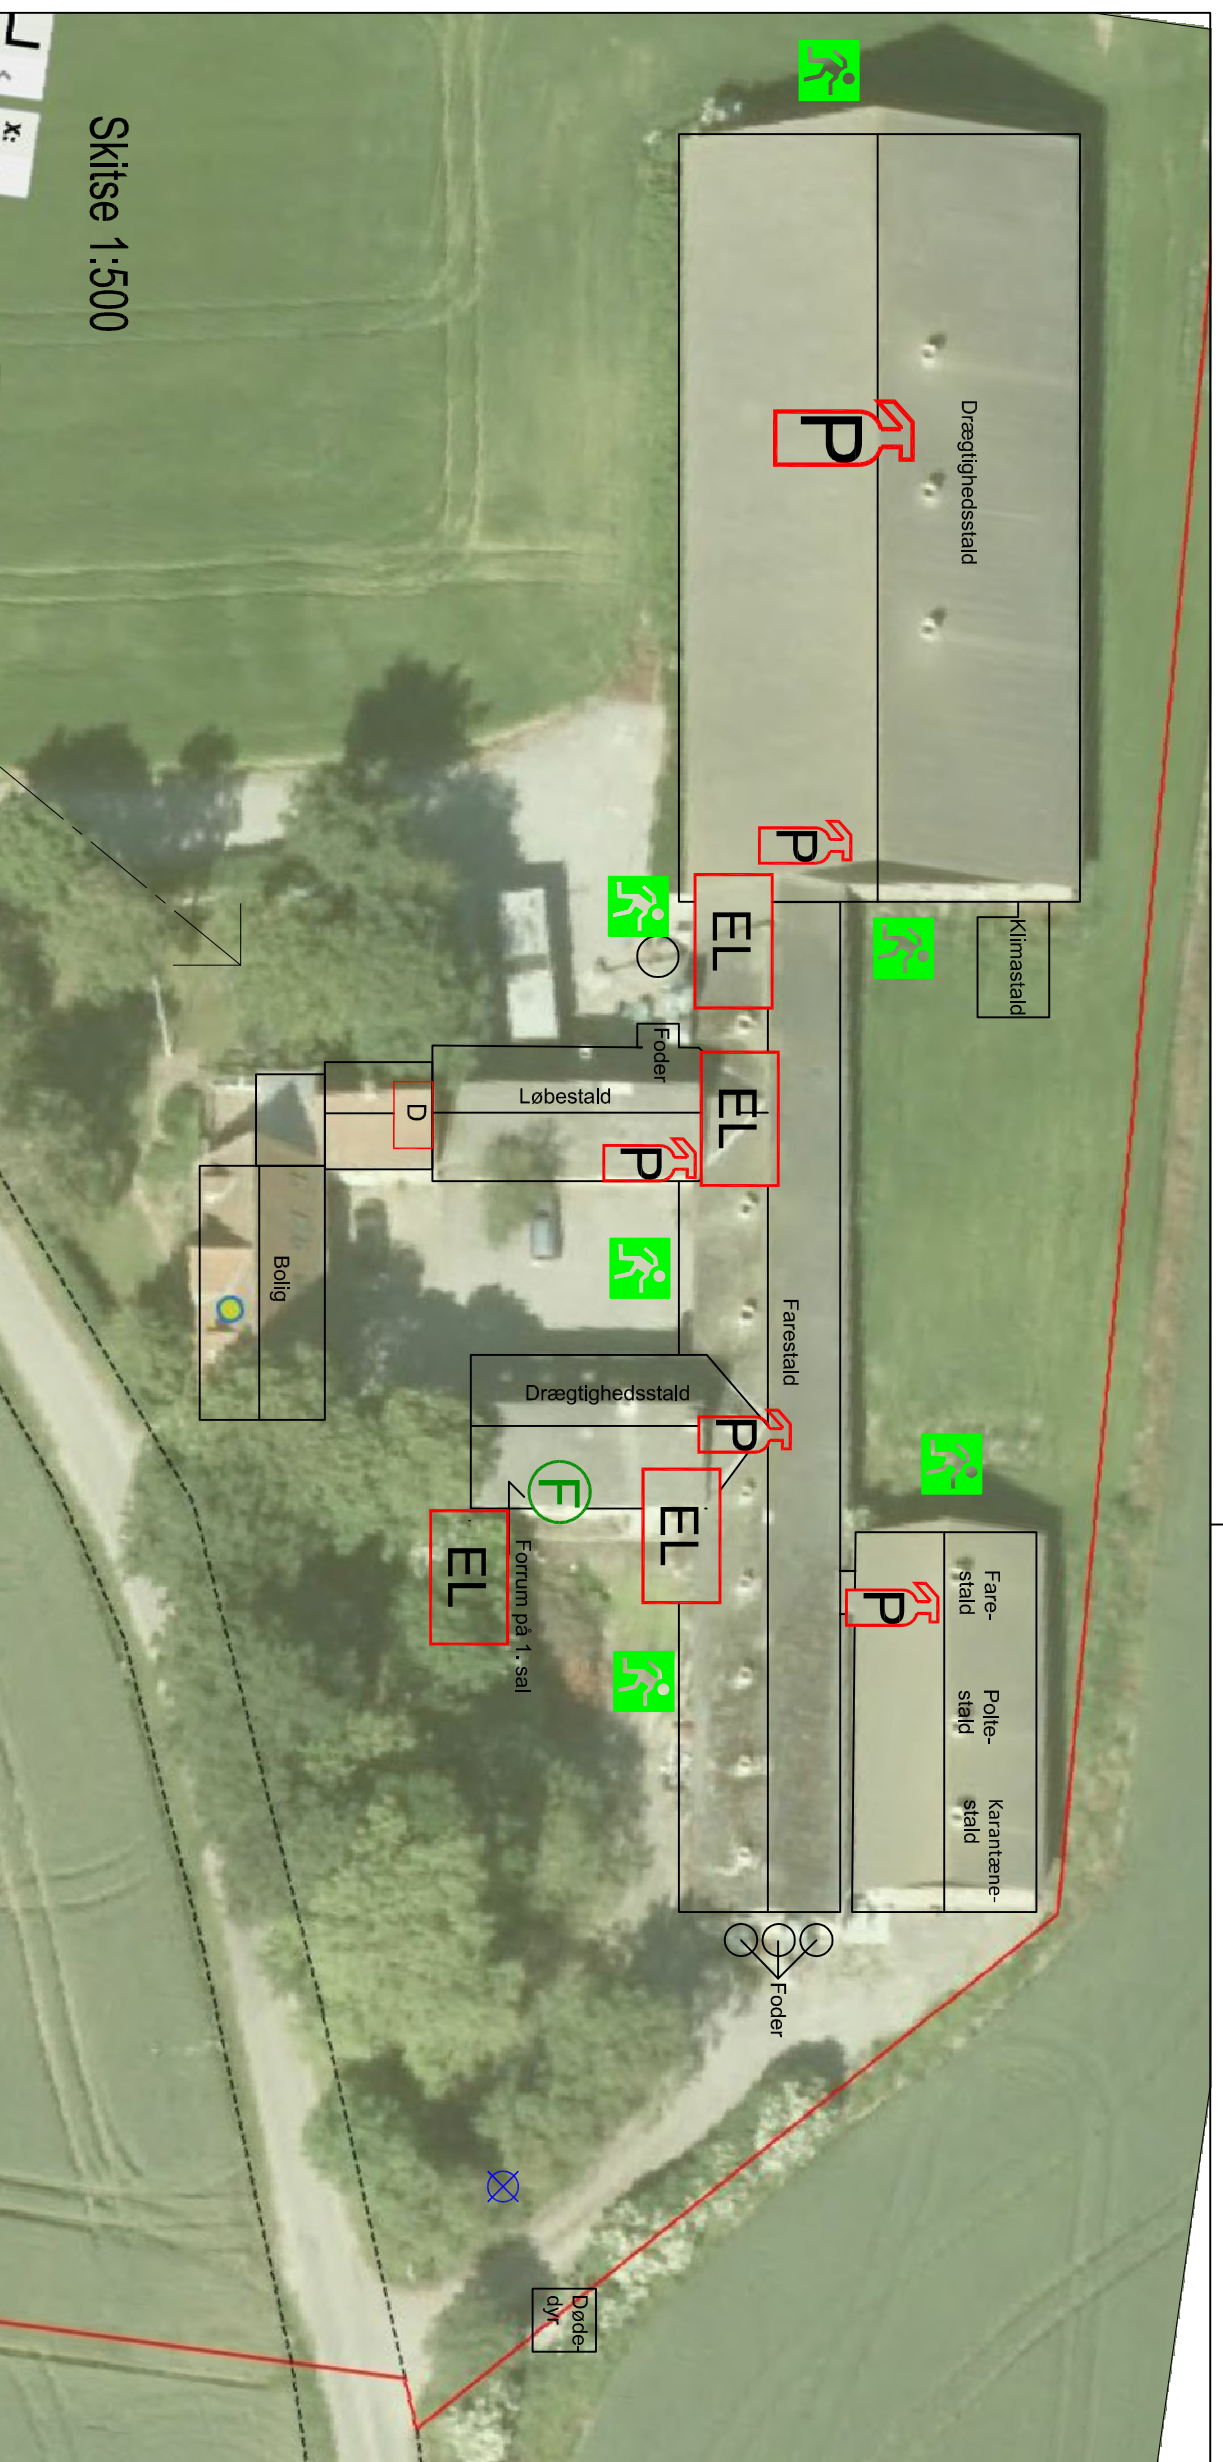 Skitse 1:500
x:
Drægtighedsstald
P
P
Klimastald
EL
EL
Foder
Løbestald
D
P
Bolig
Farestald
Drægtighedsstald
P
F
EL
EL
Forrum på 1. sal
P
Fare-
stald
Polte-
stald
Karantæne-
stald
Foder
Døde-
dyr